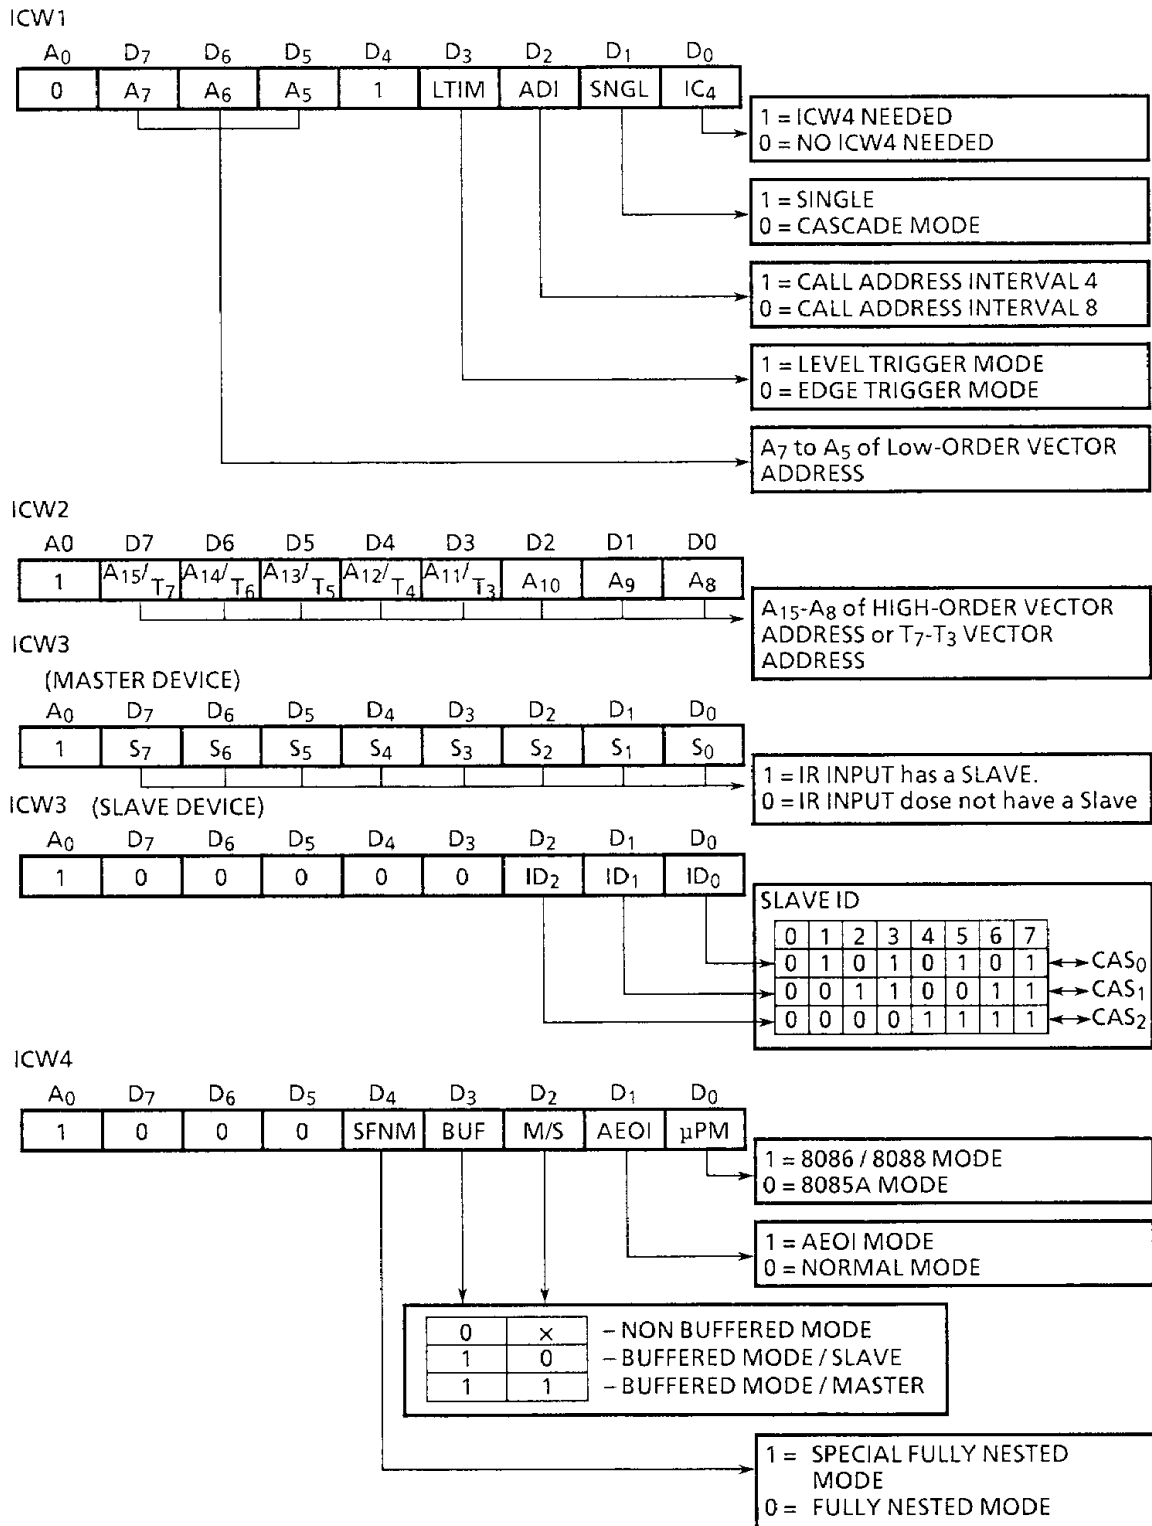 ICW1
A0 D7 D6 D5 D4 D3 D2 D1 D0
0 A7 A6 A5 1 LTIM ADI SNGL IC4
1 = ICW4 NEEDED
0 = NO ICW4 NEEDED
1 = SINGLE
0 = CASCADE MODE
1 = CALL ADDRESS INTERVAL 4
0 = CALL ADDRESS INTERVAL 8
1 = LEVEL TRIGGER MODE
0 = EDGE TRIGGER MODE
A7 to A5 of LOW-ORDER VECTOR
ADDRESS
ICW2
A0 D7 D6 D5 D4 D3 D2 D1 D0
1 A15/T7 A14/T6 A13/T5 A12/T4 A11/T3 A10 A9 A8
A15-A8 of HIGH-ORDER VECTOR
ADDRESS or T7-T3 VECTOR
ADDRESS
ICW3
(MASTER DEVICE)
A0 D7 D6 D5 D4 D3 D2 D1 D0
1 S7 S6 S5 S4 S3 S2 S1 S0
1 = IR INPUT has a SLAVE.
0 = IR INPUT dose not have a Slave
ICW3 (SLAVE DEVICE)
A0 D7 D6 D5 D4 D3 D2 D1 D0
1 0 0 0 0 0 ID2 ID1 ID0
SLAVE ID
0 1 2 3 4 5 6 7
0 1 0 1 0 1 0 1 CAS0
0 0 1 1 0 0 1 1 CAS1
0 0 0 0 1 1 1 1 CAS2
ICW4
A0 D7 D6 D5 D4 D3 D2 D1 D0
1 0 0 0 SFNM BUF M/S AEOI µPM
1 = 8086 / 8088 MODE
0 = 8085A MODE
1 = AEOI MODE
0 = NORMAL MODE
0 × – NON BUFFERED MODE
1 0 – BUFFERED MODE / SLAVE
1 1 – BUFFERED MODE / MASTER
1 = SPECIAL FULLY NESTED
MODE
0 = FULLY NESTED MODE